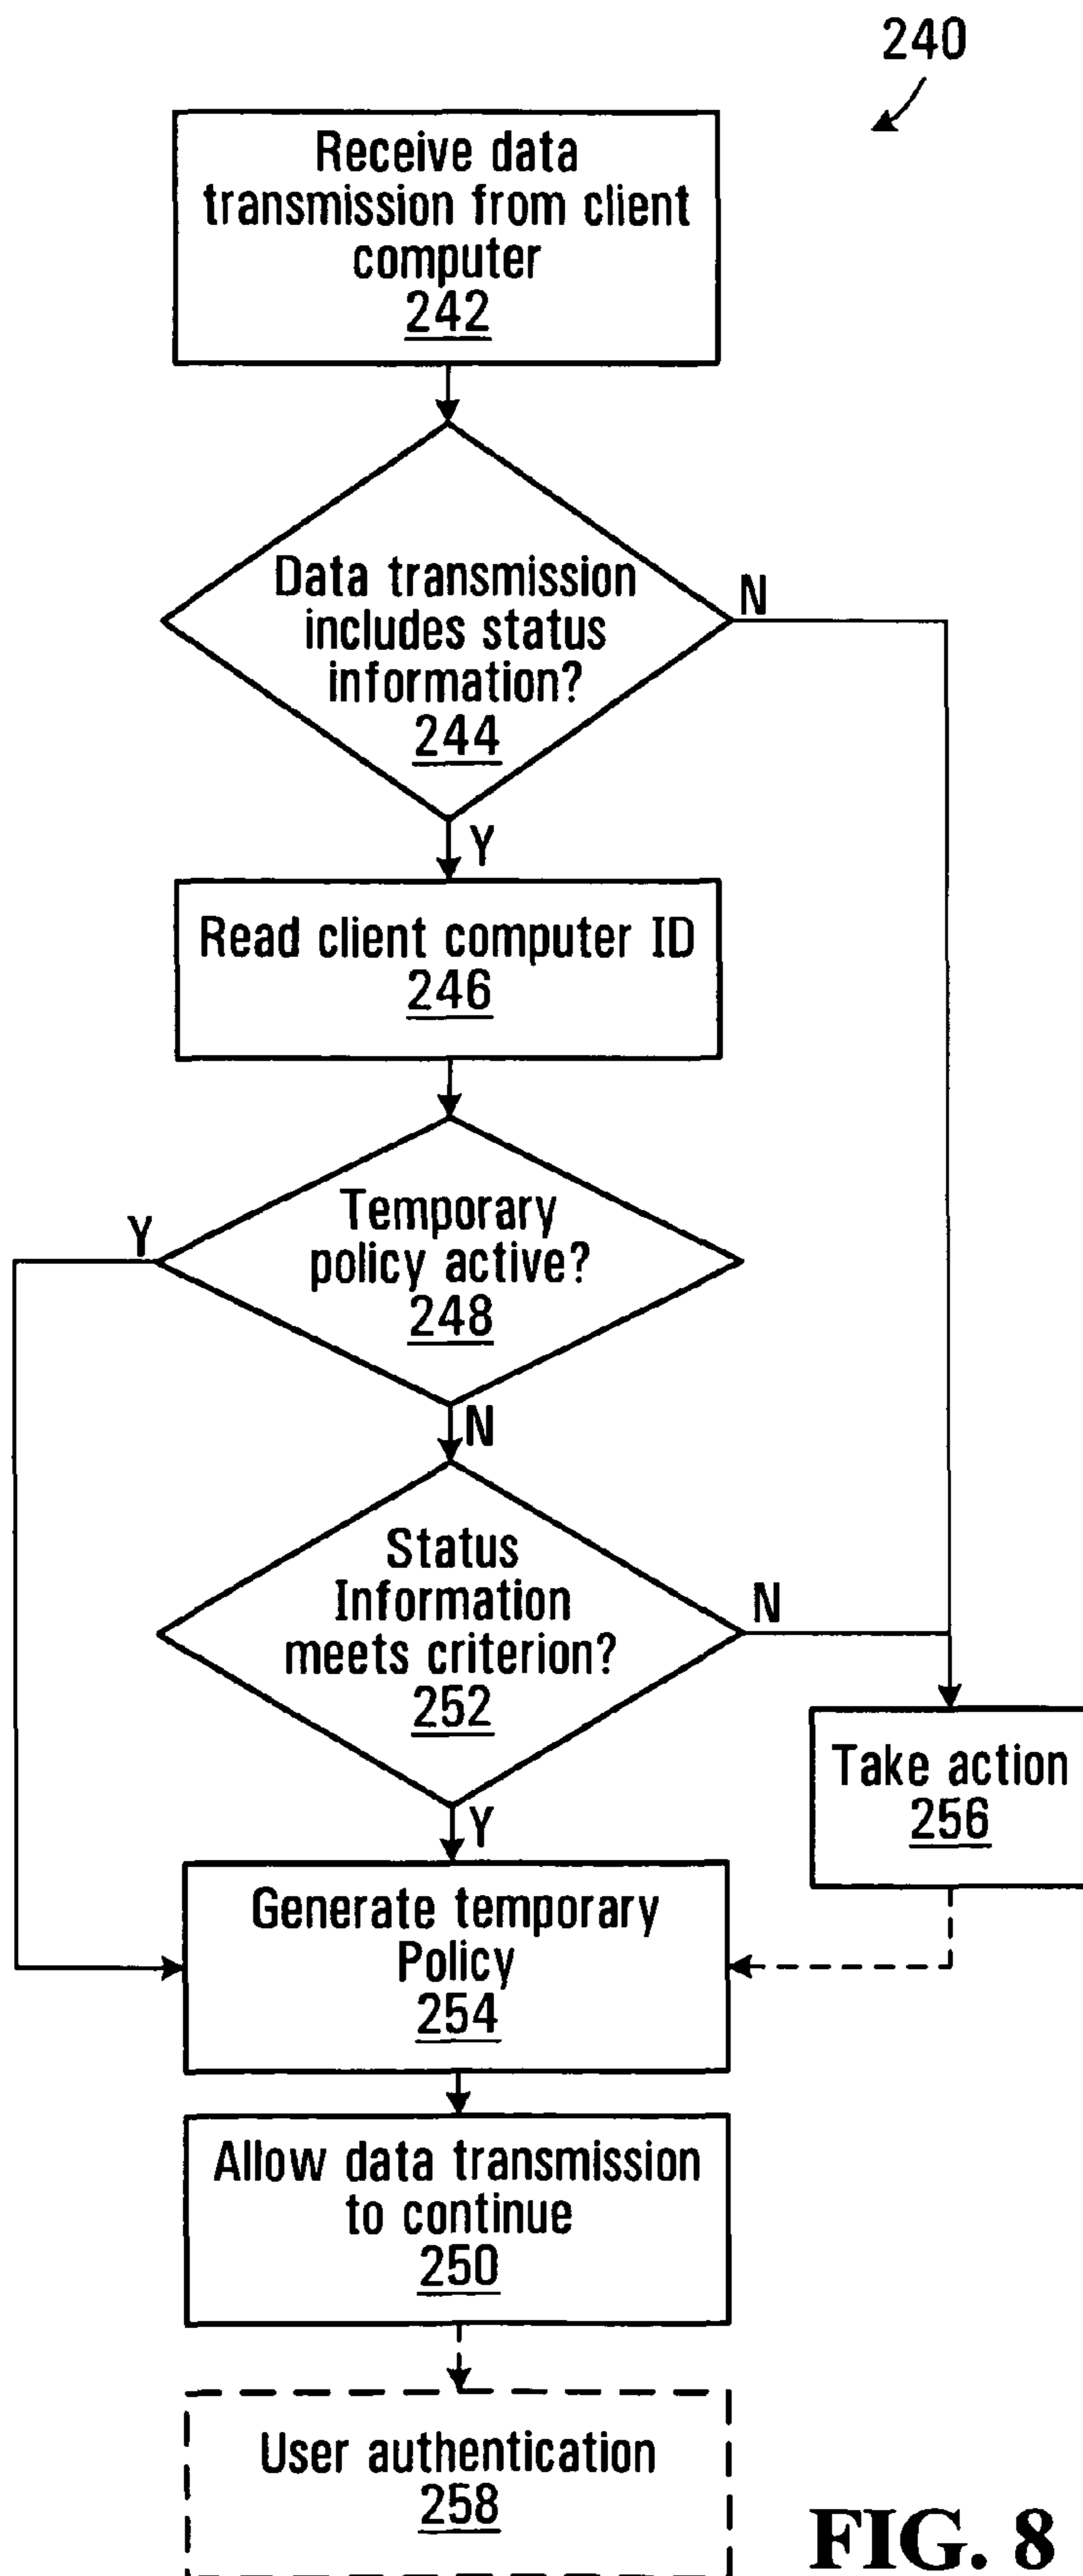 240
Receive data
transmission from client
computer
242
Data transmission
includes status
information?
244
N
Y
Read client computer ID
246
Temporary
policy active?
248
Y
N
Status
Information
meets criterion?
252
N
Y
Take action
256
Generate temporary
Policy
254
Allow data transmission
to continue
250
User authentication
258
FIG. 8